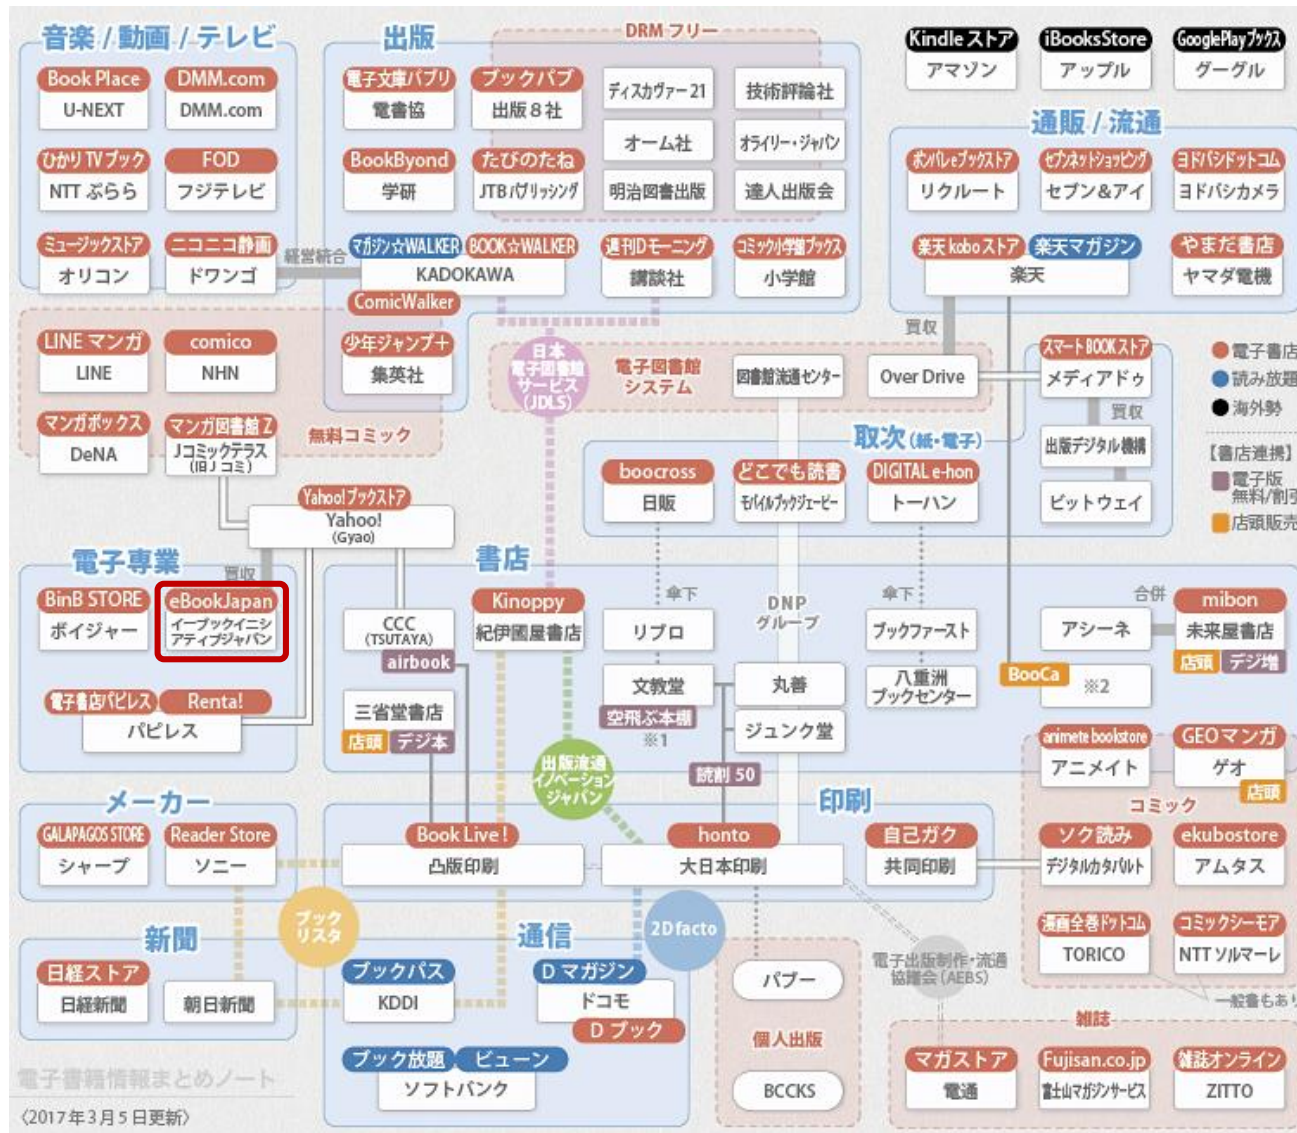 音楽 / 動画 / テレビ
Book Place
U-NEXT
DMM.com
DMM.com
ひかりTVブック
NTT ぷらら
FOD
フジテレビ
ミュージックストア
オリコン
ニコニコ静画
ドワンゴ
経営統合
出版
DRM フリー
電子文庫パブリ
電書協
ブックパブ
出版8社
ディスカヴァー21
技術評論社
オーム社
オライリー・ジャパン
BookByond
学研
たびのたね
JTBパブリッシング
明治図書出版
達人出版会
マガジン☆WALKER
BOOK☆WALKER
KADOKAWA
ComicWalker
週刊Dモーニング
講談社
コミック小学館ブックス
小学館
少年ジャンプ＋
集英社
Kindle ストア
アマゾン
iBooksStore
アップル
GooglePlayブックス
グーグル
通販 / 流通
ポンパレeブックストア
リクルート
セブンネットショッピング
セブン&アイ
ヨドバシドットコム
ヨドバシカメラ
楽天 kobo ストア
楽天マガジン
楽天
やまだ書店
ヤマダ電機
買収
LINE マンガ
LINE
comico
NHN
マンガボックス
DeNA
マンガ図書館 Z
Jコミックテラス
(旧Jコミ)
無料コミック
日本
電子図書館
サービス
(JDLS)
電子図書館
システム
図書館流通センター
Over Drive
スマートBOOKストア
メディアドゥ
買収
出版デジタル機構
ビットウェイ
電子書店
読み放題
海外勢
【書店連携】
電子版
無料/割引
店頭販売
取次 (紙・電子)
boocross
日販
どこでも読書
モバイルブックジェーピー
DIGITAL e-hon
トーハン
Yahoo!ブックストア
Yahoo!
(Gyao)
買収
電子専業
BinB STORE
ボイジャー
eBookJapan
イーブックイニシ
アティブジャパン
電子書店パピレス
Renta!
パピレス
書店
CCC
(TSUTAYA)
airbook
Kinoppy
紀伊國屋書店
傘下
リブロ
DNP
グループ
傘下
ブックファースト
アシーネ
合併
mibon
未来屋書店
店頭
デジ増
三省堂書店
店頭
デジ本
文教堂
空飛ぶ本棚
※1
丸善
ジュンク堂
八重洲
ブックセンター
BooCa
※2
読割 50
出版流通
イノベーション
ジャパン
animete bookstore
アニメイト
GEO マンガ
ゲオ
店頭
コミック
メーカー
GALAPAGOS STORE
シャープ
Reader Store
ソニー
印刷
Book Live!
凸版印刷
honto
大日本印刷
自己ガク
共同印刷
ソク読み
デジタルカタパルト
ekubostore
アムタス
漫画全巻ドットコム
TORICO
コミックシーモア
NTT ソルマーレ
一般書もあり
ブック
リスタ
2Dfacto
新聞
日経ストア
日経新聞
朝日新聞
通信
ブックパス
KDDI
D マガジン
ドコモ
D ブック
ブック放題
ビューン
ソフトバンク
パブー
個人出版
BCCKS
電子出版制作・流通
協議会 (AEBS)
雑誌
マガストア
電通
Fujisan.co.jp
富士山マガジンサービス
雑誌オンライン
ZITTO
電子書籍情報まとめノート
〈2017年3月5日更新〉